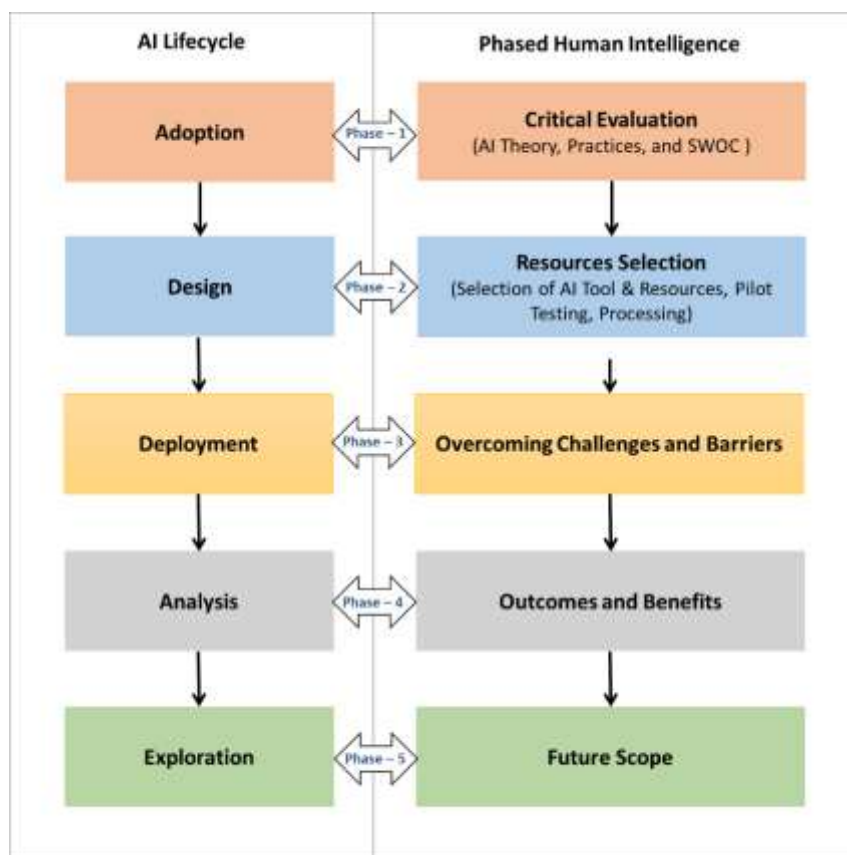 AI Lifecycle
Phased Human Intelligence
Adoption
Phase – 1
Critical Evaluation
(AI Theory, Practices, and SWOC )
Design
Phase – 2
Resources Selection
(Selection of AI Tool & Resources, Pilot
Testing, Processing)
Deployment
Phase – 3
Overcoming Challenges and Barriers
Analysis
Phase – 4
Outcomes and Benefits
Exploration
Phase – 5
Future Scope